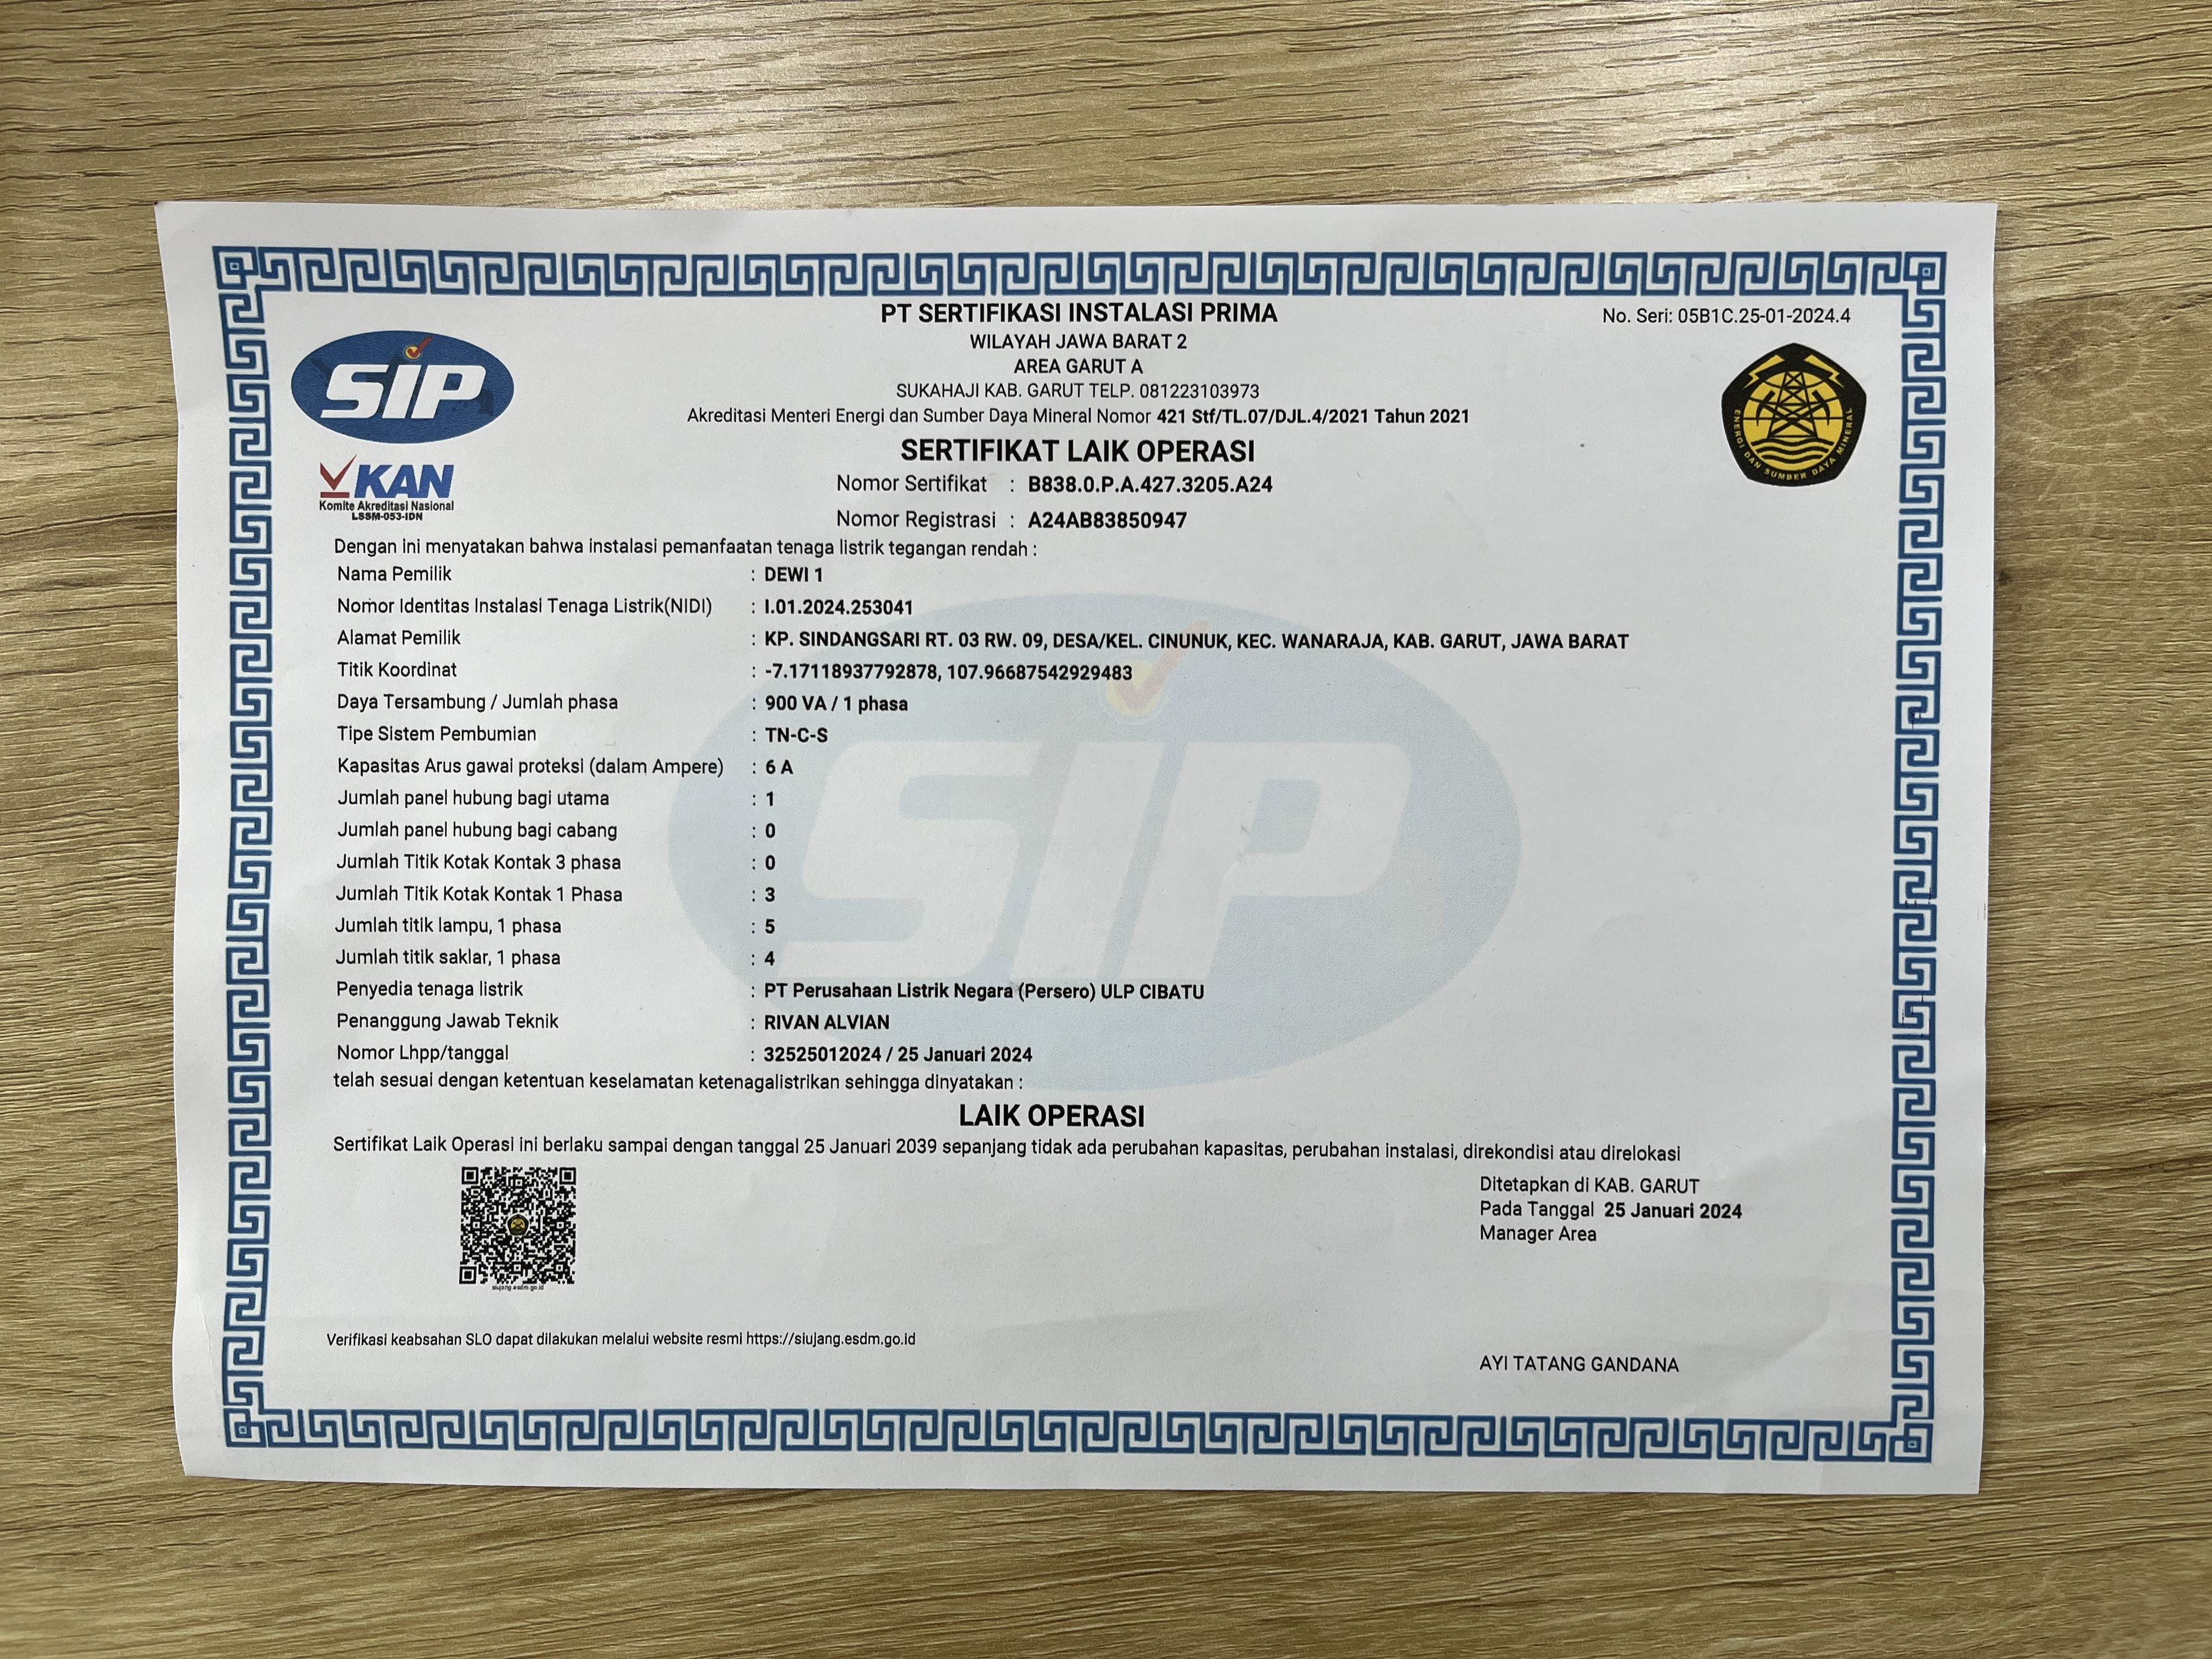 PT SERTIFIKASI INSTALASI PRIMA
No. Seri: 05B1C.25-01-2024.4
WILAYAH JAWA BARAT 2
AREA GARUT A
SUKAHAJI KAB. GARUT TELP. 081223103973
Akreditasi Menteri Energi dan Sumber Daya Mineral Nomor 421 Stf/TL.07/DJL.4/2021 Tahun 2021
SIP
ENERGI DAN SUMBER DAYA MINERAL
KAN
Komite Akreditasi Nasional
LSSM-053-IDN
SERTIFIKAT LAIK OPERASI
Nomor Sertifikat : B838.0.P.A.427.3205.A24
Nomor Registrasi : A24AB83850947
Dengan ini menyatakan bahwa instalasi pemanfaatan tenaga listrik tegangan rendah :
Nama Pemilik : DEWI 1
Nomor Identitas Instalasi Tenaga Listrik(NIDI) : I.01.2024.253041
Alamat Pemilik : KP. SINDANGSARI RT. 03 RW. 09, DESA/KEL. CINUNUK, KEC. WANARAJA, KAB. GARUT, JAWA BARAT
Titik Koordinat : -7.17118937792878, 107.96687542929483
Daya Tersambung / Jumlah phasa : 900 VA / 1 phasa
Tipe Sistem Pembumian : TN-C-S
Kapasitas Arus gawai proteksi (dalam Ampere) : 6 A
Jumlah panel hubung bagi utama : 1
Jumlah panel hubung bagi cabang : 0
Jumlah Titik Kotak Kontak 3 phasa : 0
Jumlah Titik Kotak Kontak 1 Phasa : 3
Jumlah titik lampu, 1 phasa : 5
Jumlah titik saklar, 1 phasa : 4
Penyedia tenaga listrik : PT Perusahaan Listrik Negara (Persero) ULP CIBATU
Penanggung Jawab Teknik : RIVAN ALVIAN
Nomor Lhpp/tanggal : 32525012024 / 25 Januari 2024
SIP
telah sesuai dengan ketentuan keselamatan ketenagalistrikan sehingga dinyatakan :
LAIK OPERASI
Sertifikat Laik Operasi ini berlaku sampai dengan tanggal 25 Januari 2039 sepanjang tidak ada perubahan kapasitas, perubahan instalasi, direkondisi atau direlokasi
Ditetapkan di KAB. GARUT
Pada Tanggal 25 Januari 2024
Manager Area
siujang.esdm.go.id
Verifikasi keabsahan SLO dapat dilakukan melalui website resmi https://siujang.esdm.go.id
AYI TATANG GANDANA